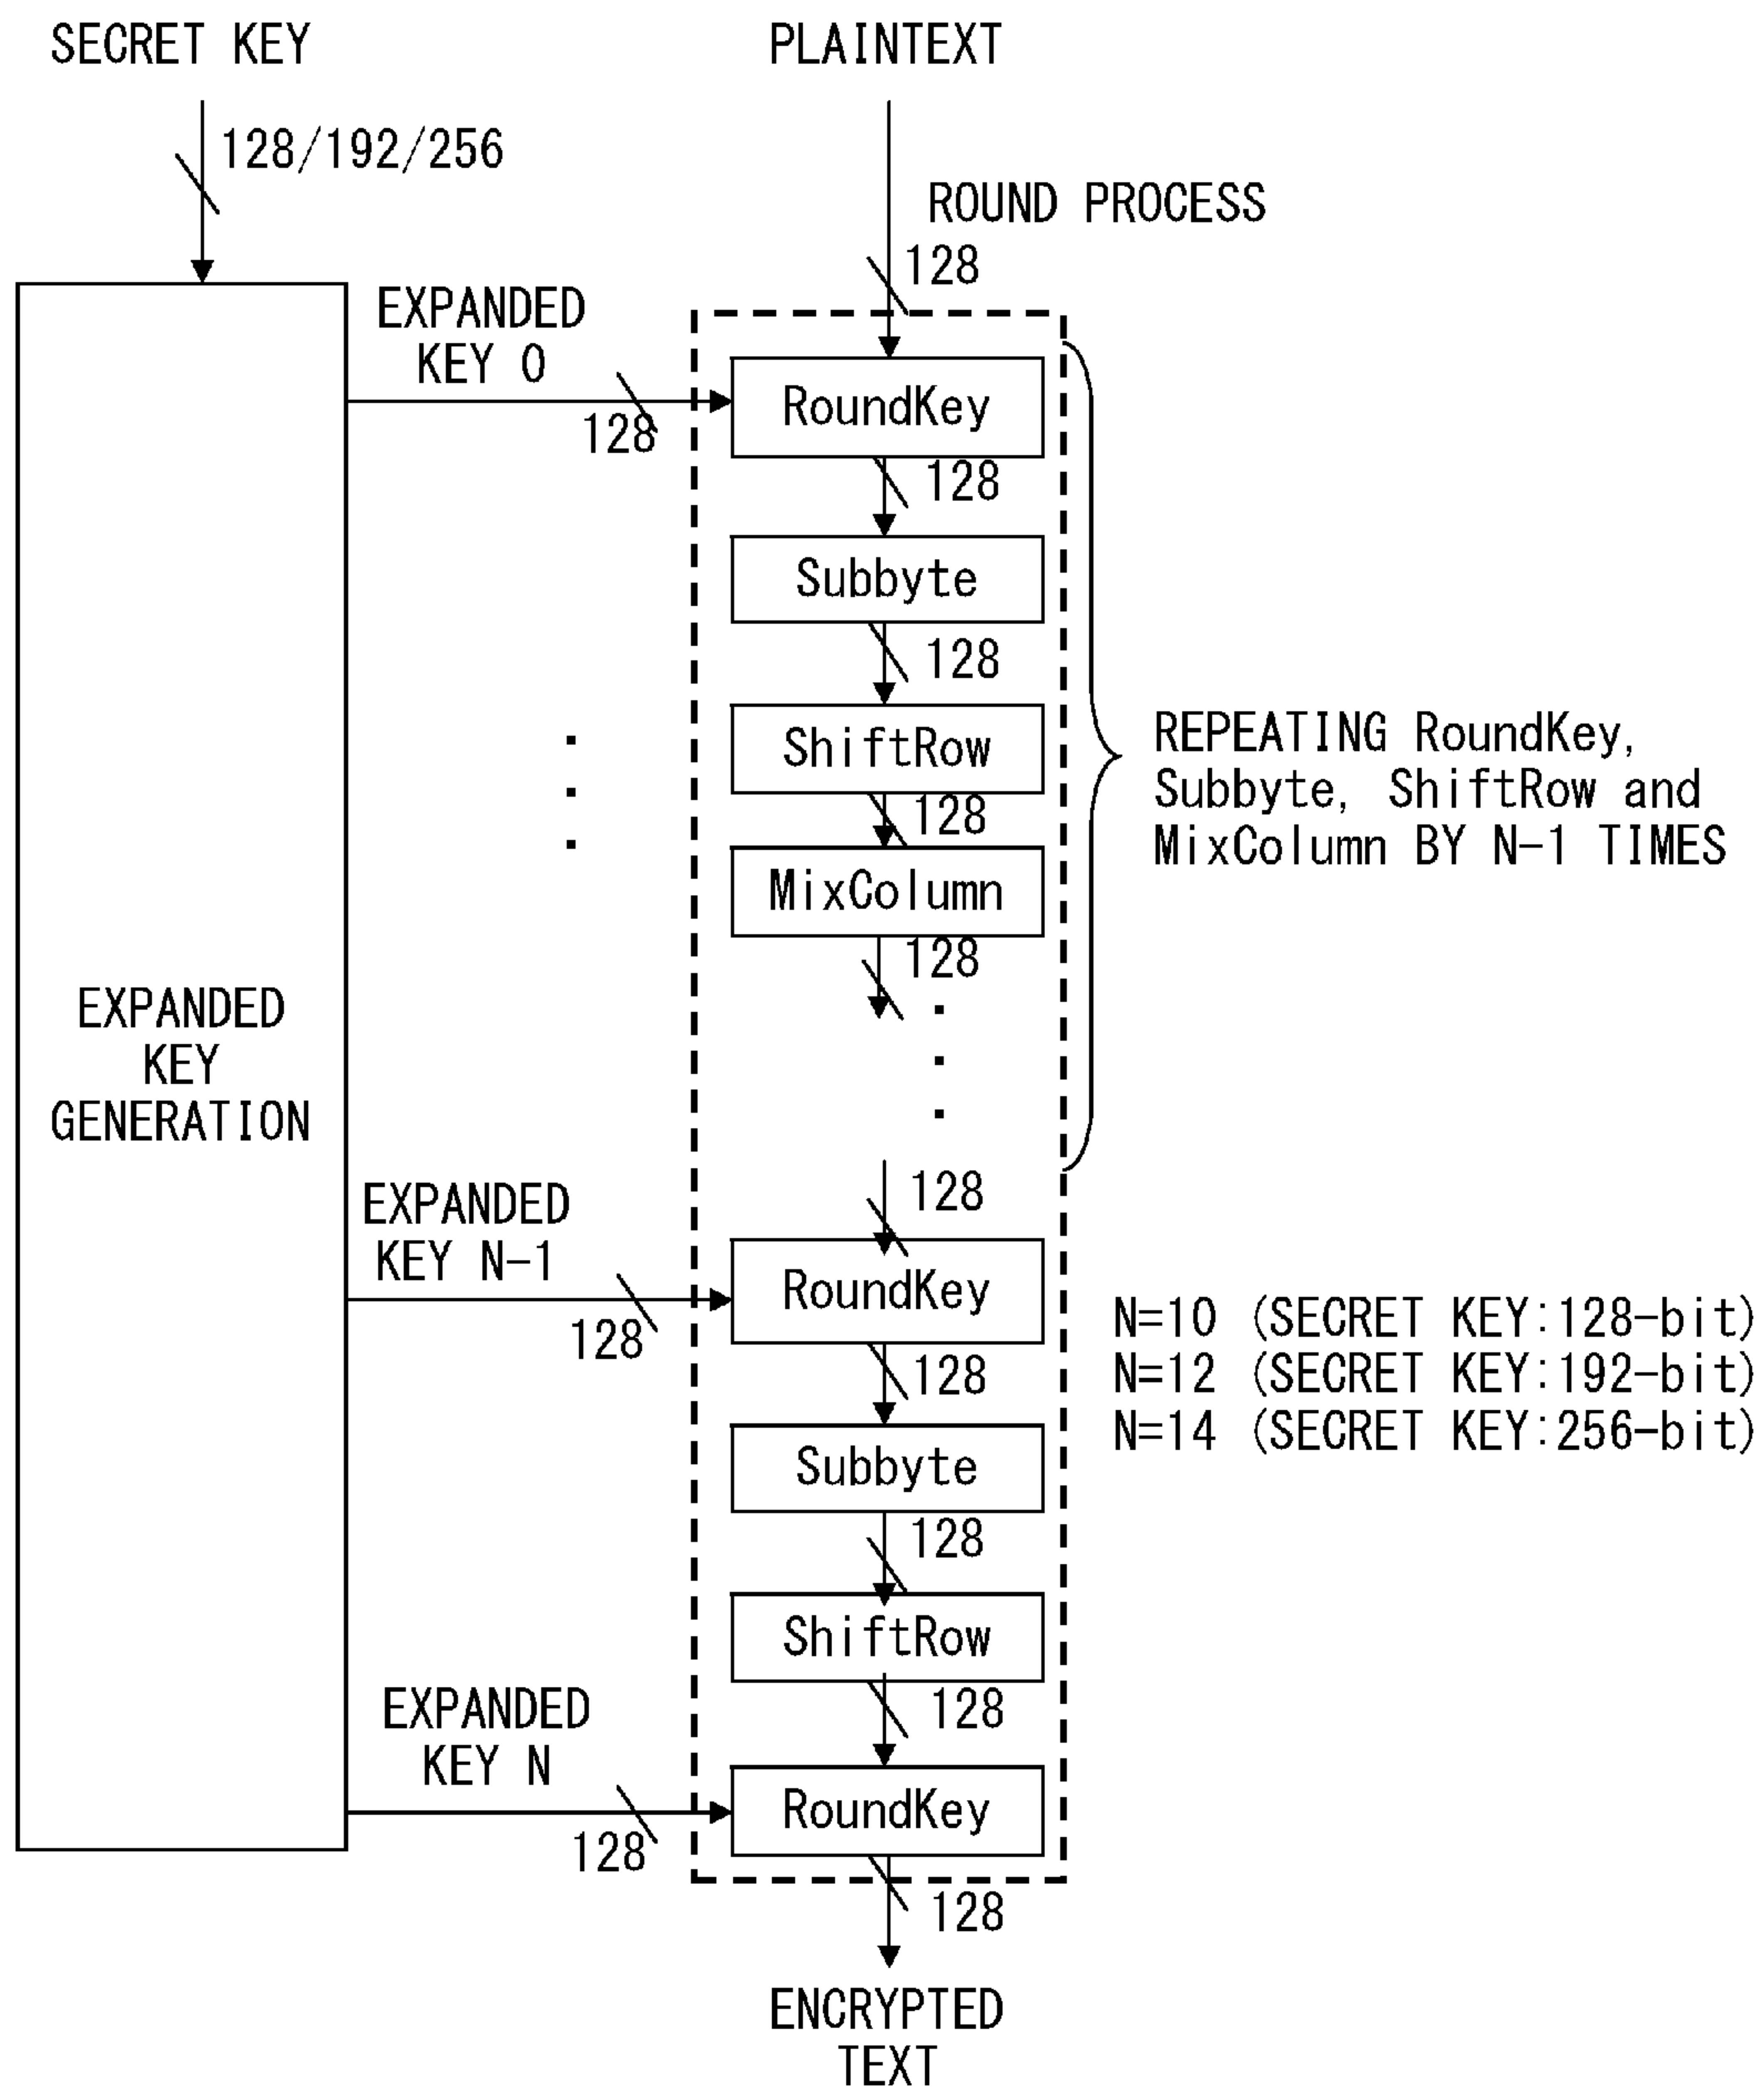 SECRET KEY
PLAINTEXT
128/192/256
ROUND PROCESS
128
EXPANDED
KEY 0
128
RoundKey
128
Subbyte
128
ShiftRow
128
MixColumn
128
REPEATING RoundKey,
Subbyte, ShiftRow and
MixColumn BY N-1 TIMES
EXPANDED
KEY
GENERATION
128
EXPANDED
KEY N-1
128
RoundKey
128
Subbyte
128
ShiftRow
128
N=10 (SECRET KEY:128-bit)
N=12 (SECRET KEY:192-bit)
N=14 (SECRET KEY:256-bit)
EXPANDED
KEY N
128
RoundKey
128
ENCRYPTED
TEXT